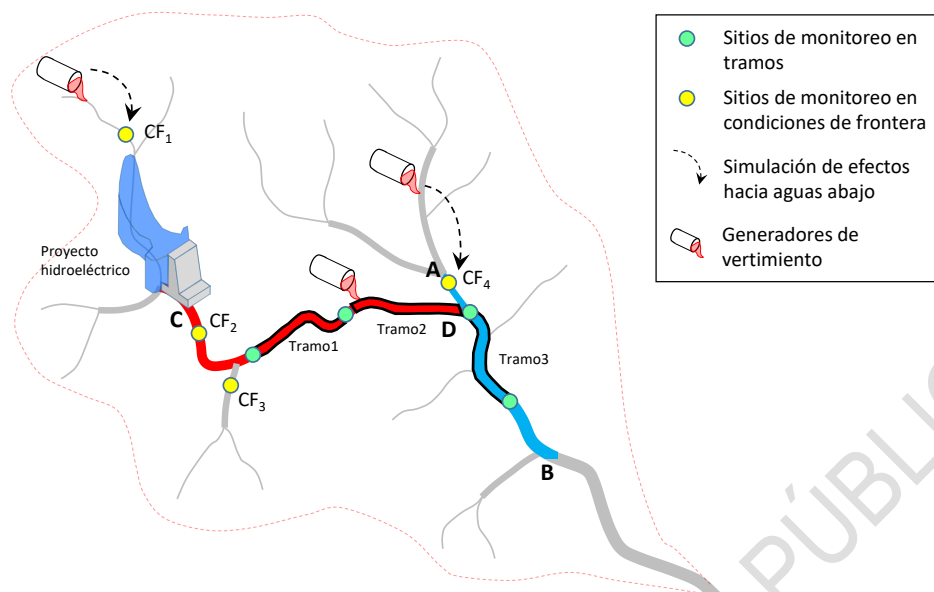 Sitios de monitoreo en
tramos
Sitios de monitoreo en
condiciones de frontera
Simulación de efectos
hacia aguas abajo
Generadores de
vertimiento
CF1
Proyecto
hidroeléctrico
C
CF2
CF3
Tramo1
Tramo2
A
CF4
D
Tramo3
B
PÚBLIC